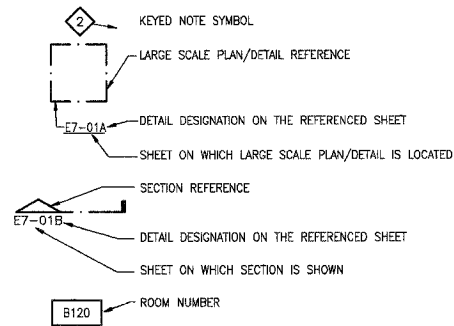 2 KEYED NOTE SYMBOL
LARGE SCALE PLAN/DETAIL REFERENCE
E7-01A DETAIL DESIGNATION ON THE REFERENCED SHEET
SHEET ON WHICH LARGE SCALE PLAN/DETAIL IS LOCATED
SECTION REFERENCE
E7-01B
DETAIL DESIGNATION ON THE REFERENCED SHEET
SHEET ON WHICH SECTION IS SHOWN
B120 ROOM NUMBER